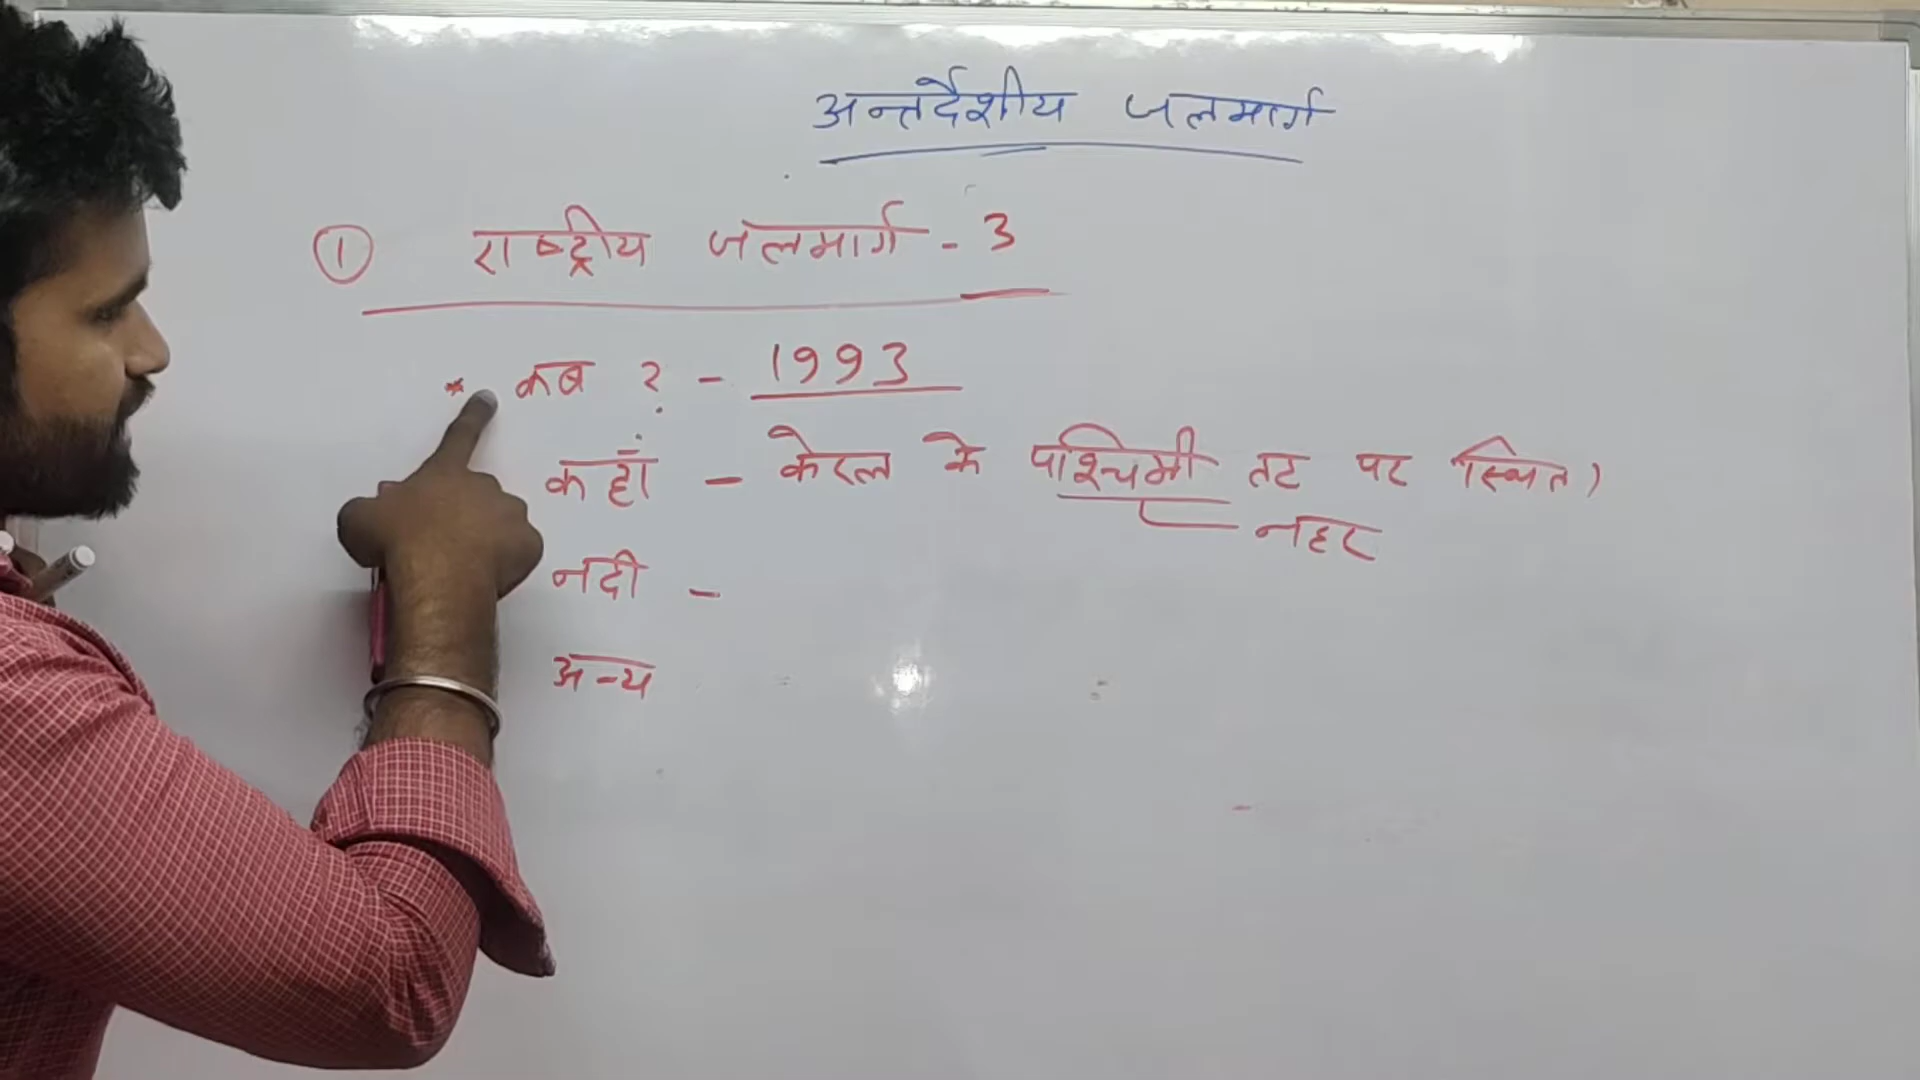 अन्तर्देशीय जलमार्ग
① राष्ट्रीय जलमार्ग - 3
* कब ? - 1993
कहाँ - केरल के पश्चिमी तट पर स्थित)
नहर
नदी -
अन्य